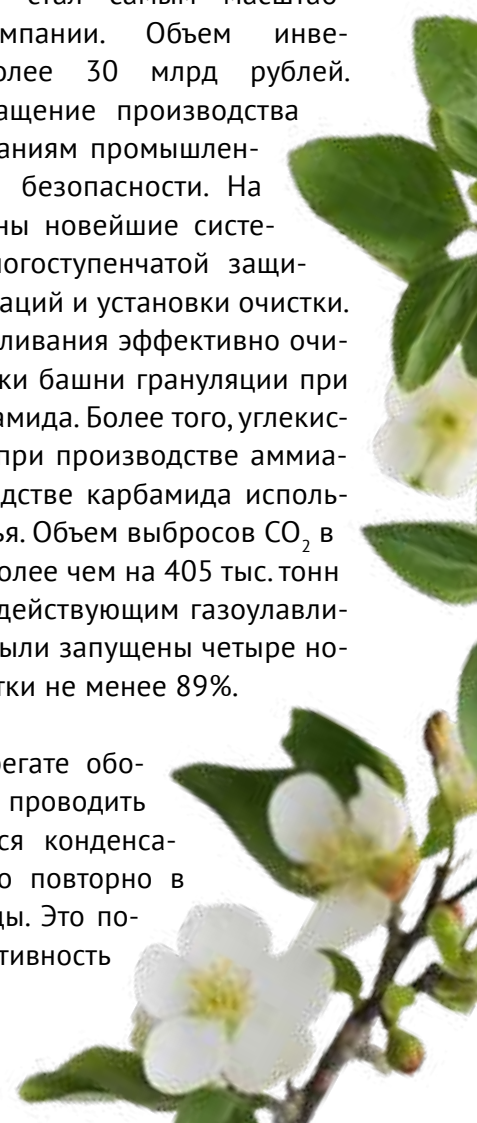 стал самым масштаб-
мпании. Объем инве-
олее 30 млрд рублей.
ащение производства
аниям промышлен-
безопасности. На
ны новейшие систе-
ногоступенчатой защи-
аций и установки очистки.
ливания эффективно очи-
ки башни грануляции при
амида. Более того, углекис-
при производстве аммиа-
дстве карбамида исполь-
ья. Объем выбросов CO₂ в
олее чем на 405 тыс. тонн
действующим газоулавли-
ыли запущены четыре но-
тки не менее 89%.
егате обо-
проводить
ся конденса-
о повторно в
ды. Это по-
тивность